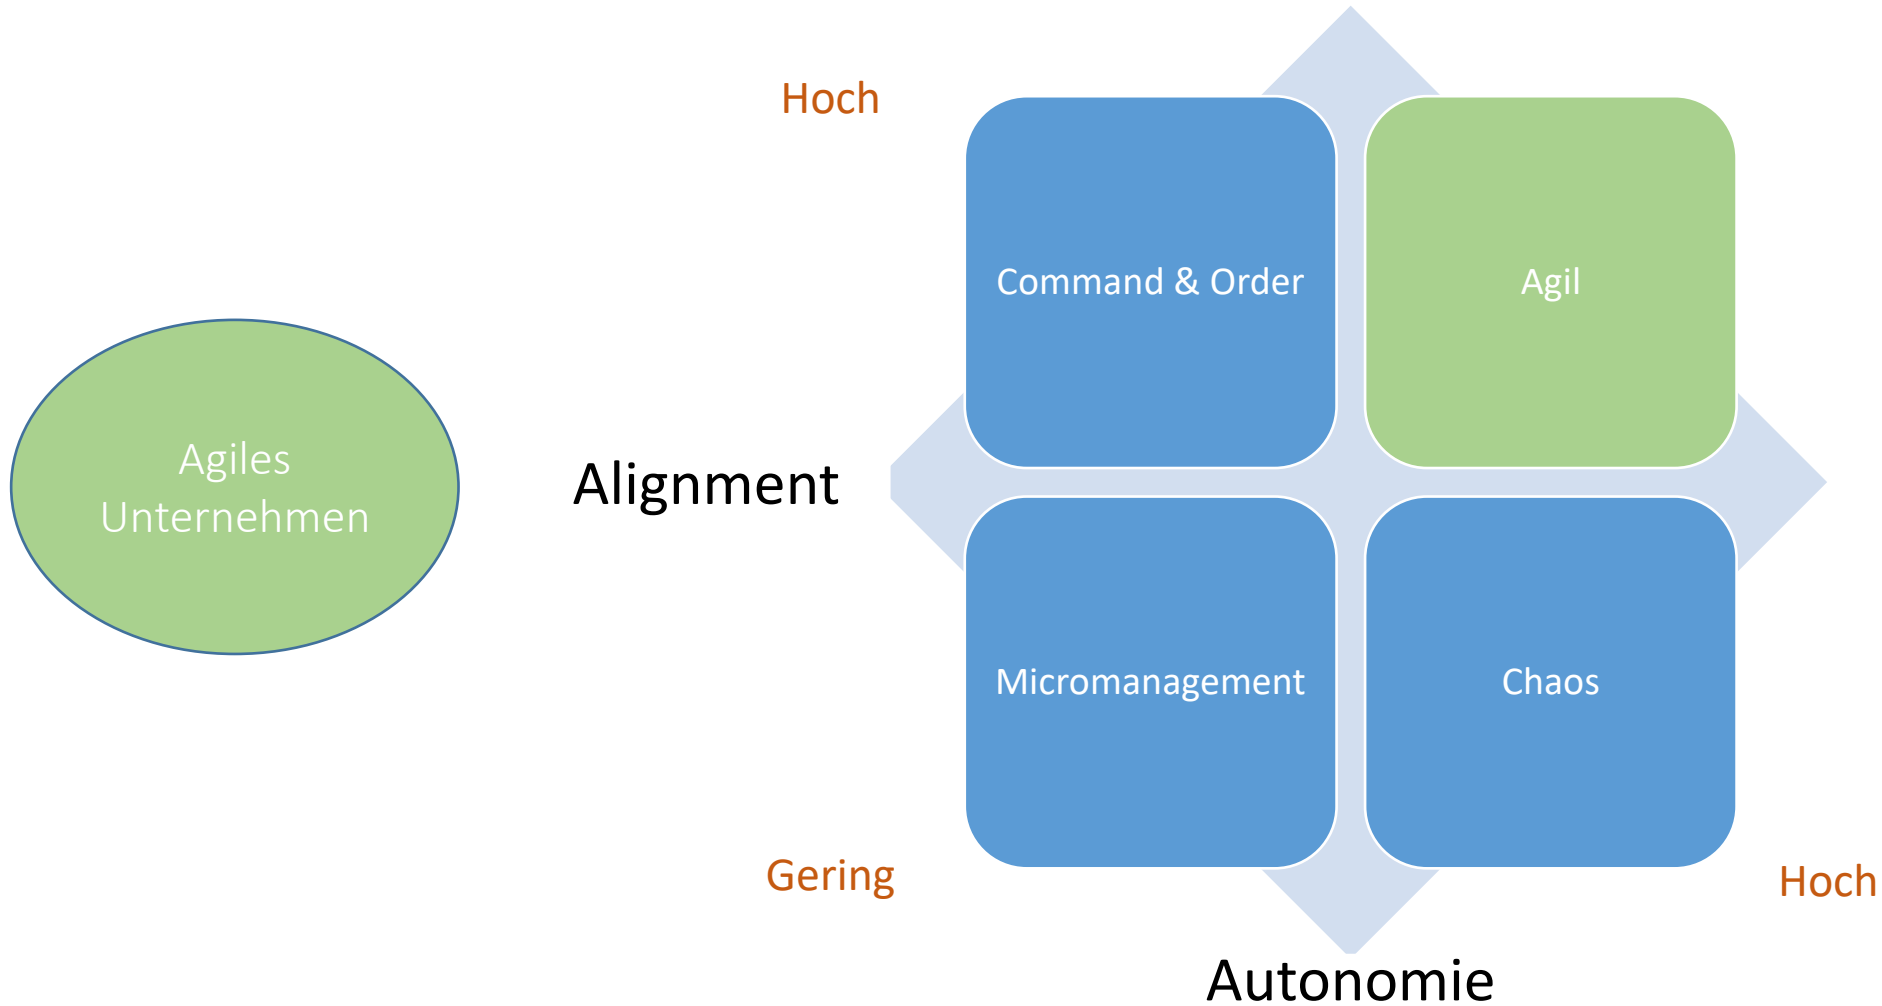 Hoch
Command & Order
Agil
Agiles
Unternehmen
Alignment
Micromanagement
Chaos
Gering
Hoch
Autonomie